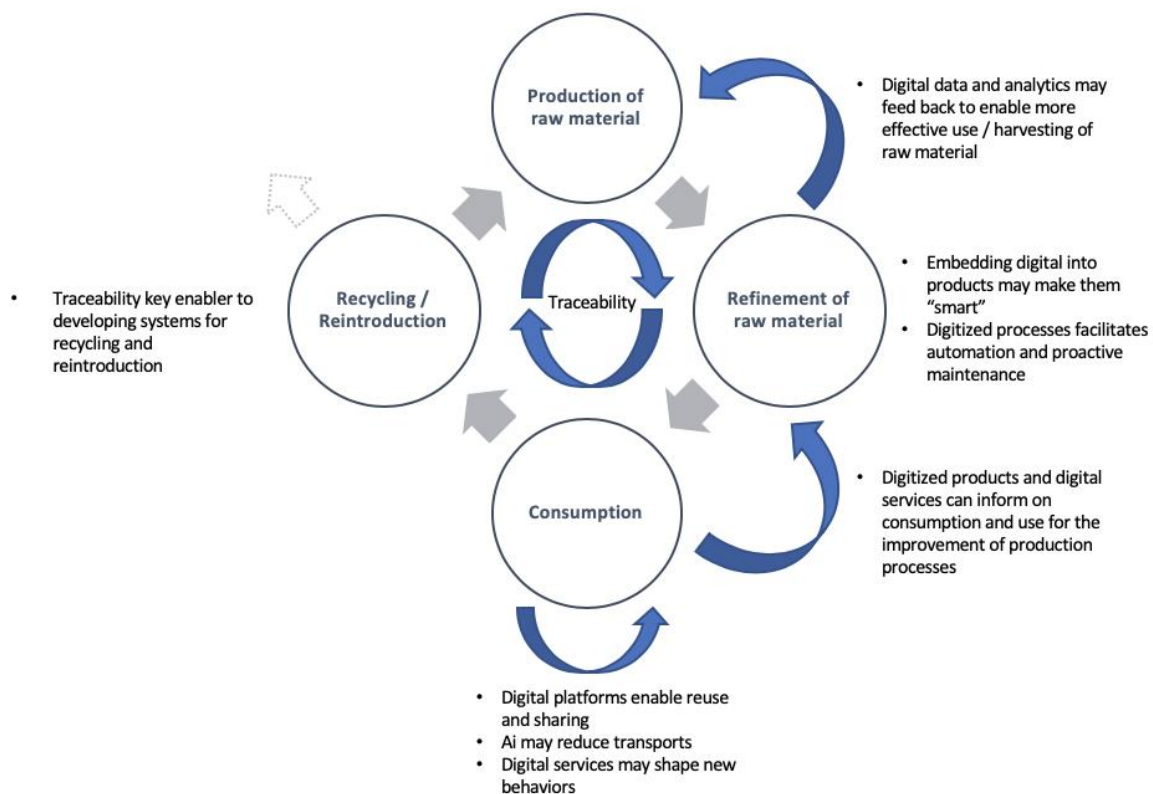 Production of
raw material
• Digital data and analytics may
feed back to enable more
effective use / harvesting of
raw material
• Traceability key enabler to
developing systems for
recycling and
reintroduction
Recycling /
Reintroduction
Traceability
Refinement of
raw material
• Embedding digital into
products may make them
“smart”
• Digitized processes facilitates
automation and proactive
maintenance
Consumption
• Digitized products and digital
services can inform on
consumption and use for the
improvement of production
processes
• Digital platforms enable reuse
and sharing
• Ai may reduce transports
• Digital services may shape new
behaviors